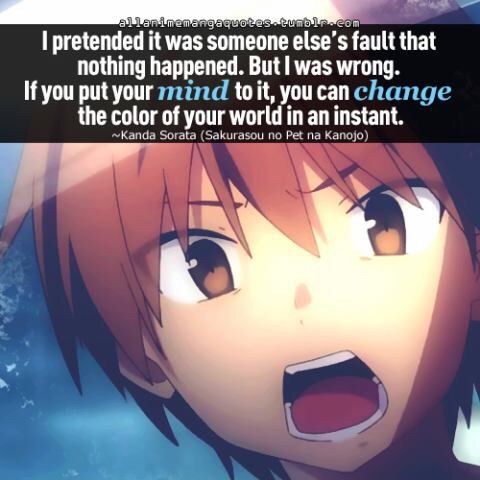 allanimemangaquotes.tumblr.com
I pretended it was someone else's fault that
nothing happened. But I was wrong.
If you put your mind to it, you can change
the color of your world in an instant.
~Kanda Sorata (Sakurasou no Pet na Kanojo)